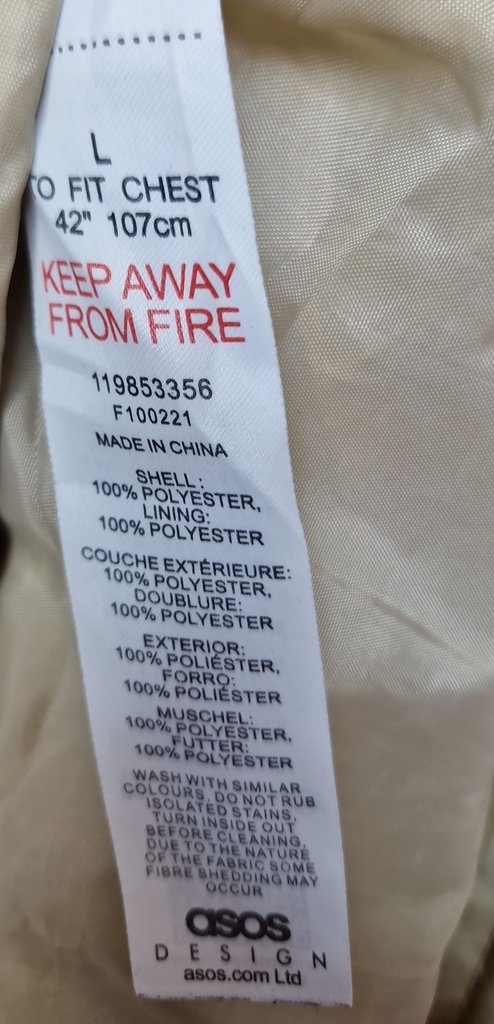 L
TO FIT CHEST
42" 107cm
KEEP AWAY
FROM FIRE
119853356
F100221
MADE IN CHINA
SHELL:
100% POLYESTER,
LINING:
100% POLYESTER
COUCHE EXTÉRIEURE:
100% POLYESTER,
DOUBLURE:
100% POLYESTER
EXTERIOR:
100% POLIÉSTER,
FORRO:
100% POLIÉSTER
MUSCHEL:
100% POLYESTER,
FUTTER:
100% POLYESTER
WASH WITH SIMILAR
COLOURS, DO NOT RUB
ISOLATED STAINS,
TURN INSIDE OUT
BEFORE CLEANING,
DUE TO THE NATURE
OF THE FABRIC SOME
FIBRE SHEDDING MAY
OCCUR
asos
DESIGN
asos.com Ltd